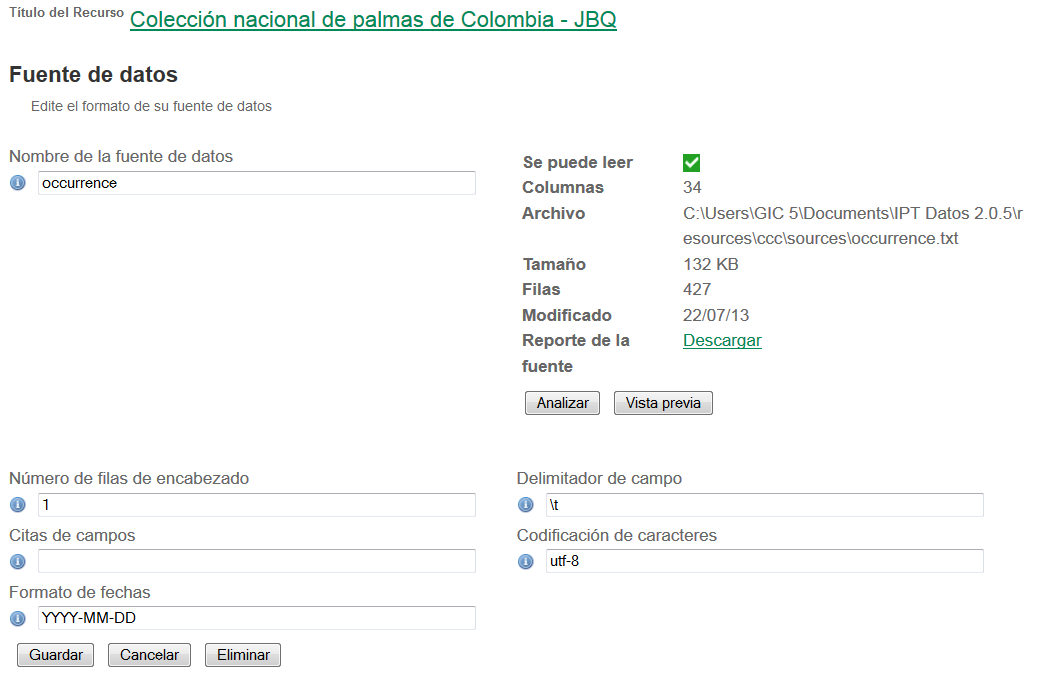 Título del Recurso Colección nacional de palmas de Colombia - JBQ
Fuente de datos
Edite el formato de su fuente de datos
Nombre de la fuente de datos
occurrence
Se puede leer
Columnas 34
Archivo C:\Users\GIC 5\Documents\IPT Datos 2.0.5\r
esources\ccc\sources\occurrence.txt
Tamaño 132 KB
Filas 427
Modificado 22/07/13
Reporte de la Descargar
fuente
Analizar Vista previa
Número de filas de encabezado Delimitador de campo
1 \t
Citas de campos Codificación de caracteres
utf-8
Formato de fechas
YYYY-MM-DD
Guardar Cancelar Eliminar